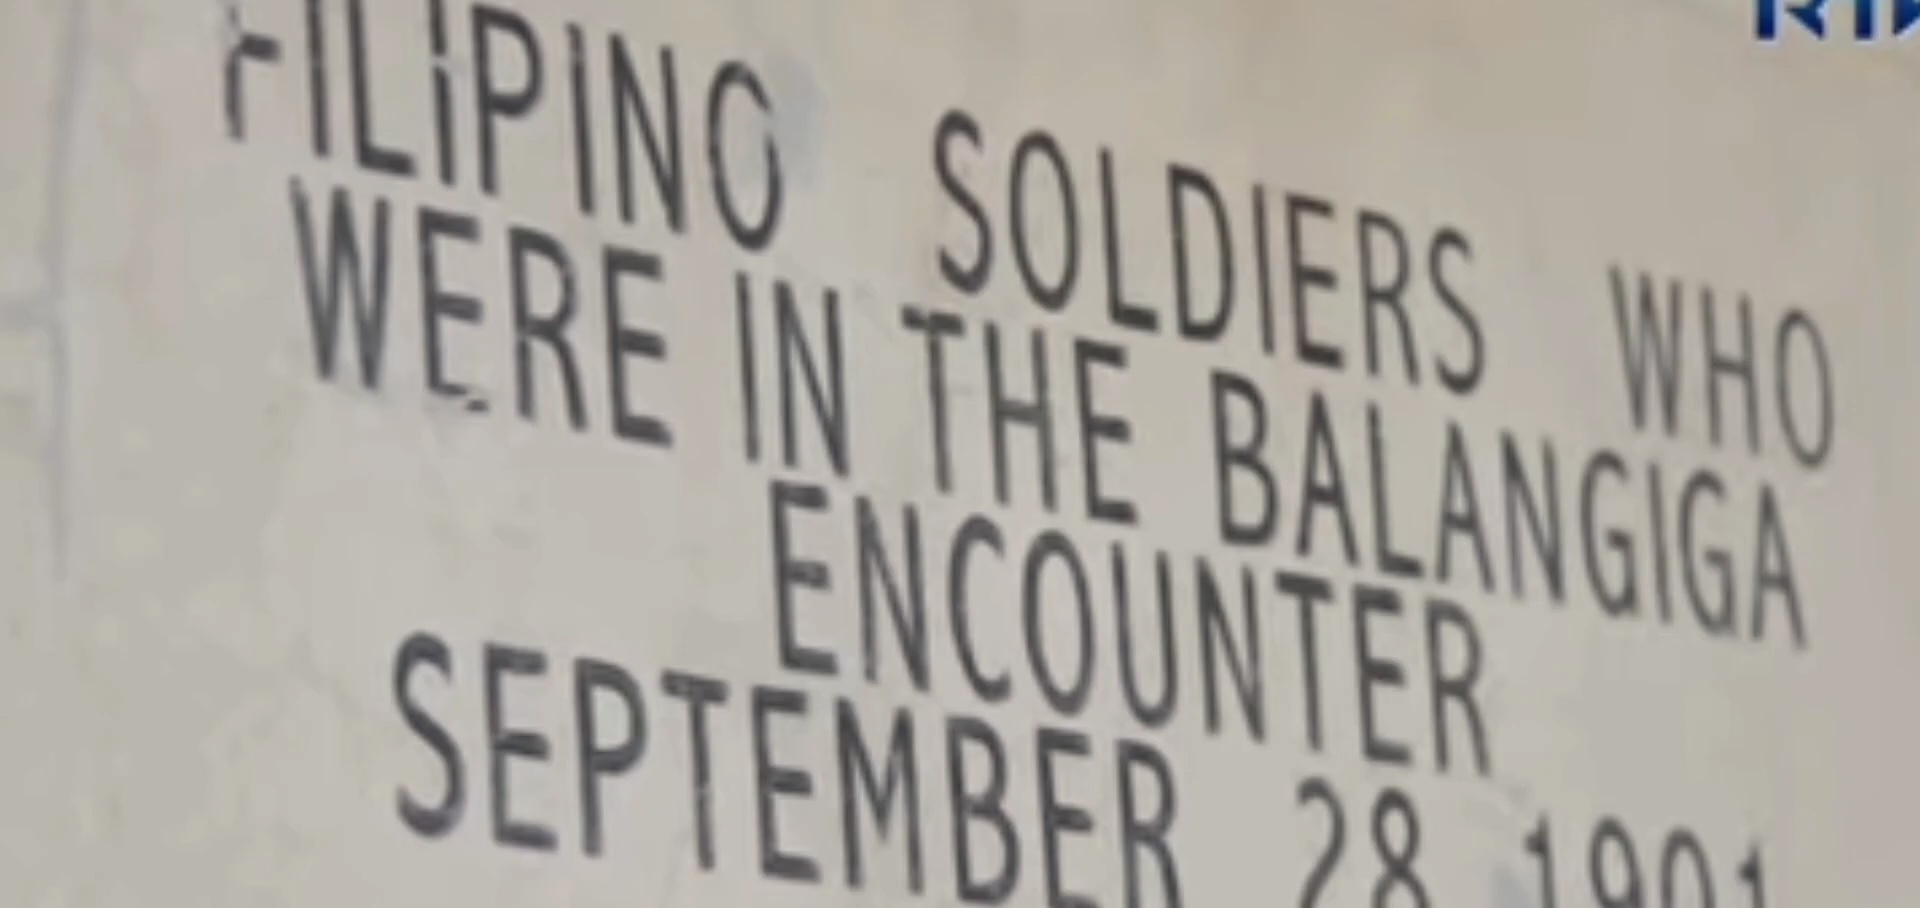 FILIPINO SOLDIERS WHO
WERE IN THE BALANGIGA
ENCOUNTER
SEPTEMBER 28 1901